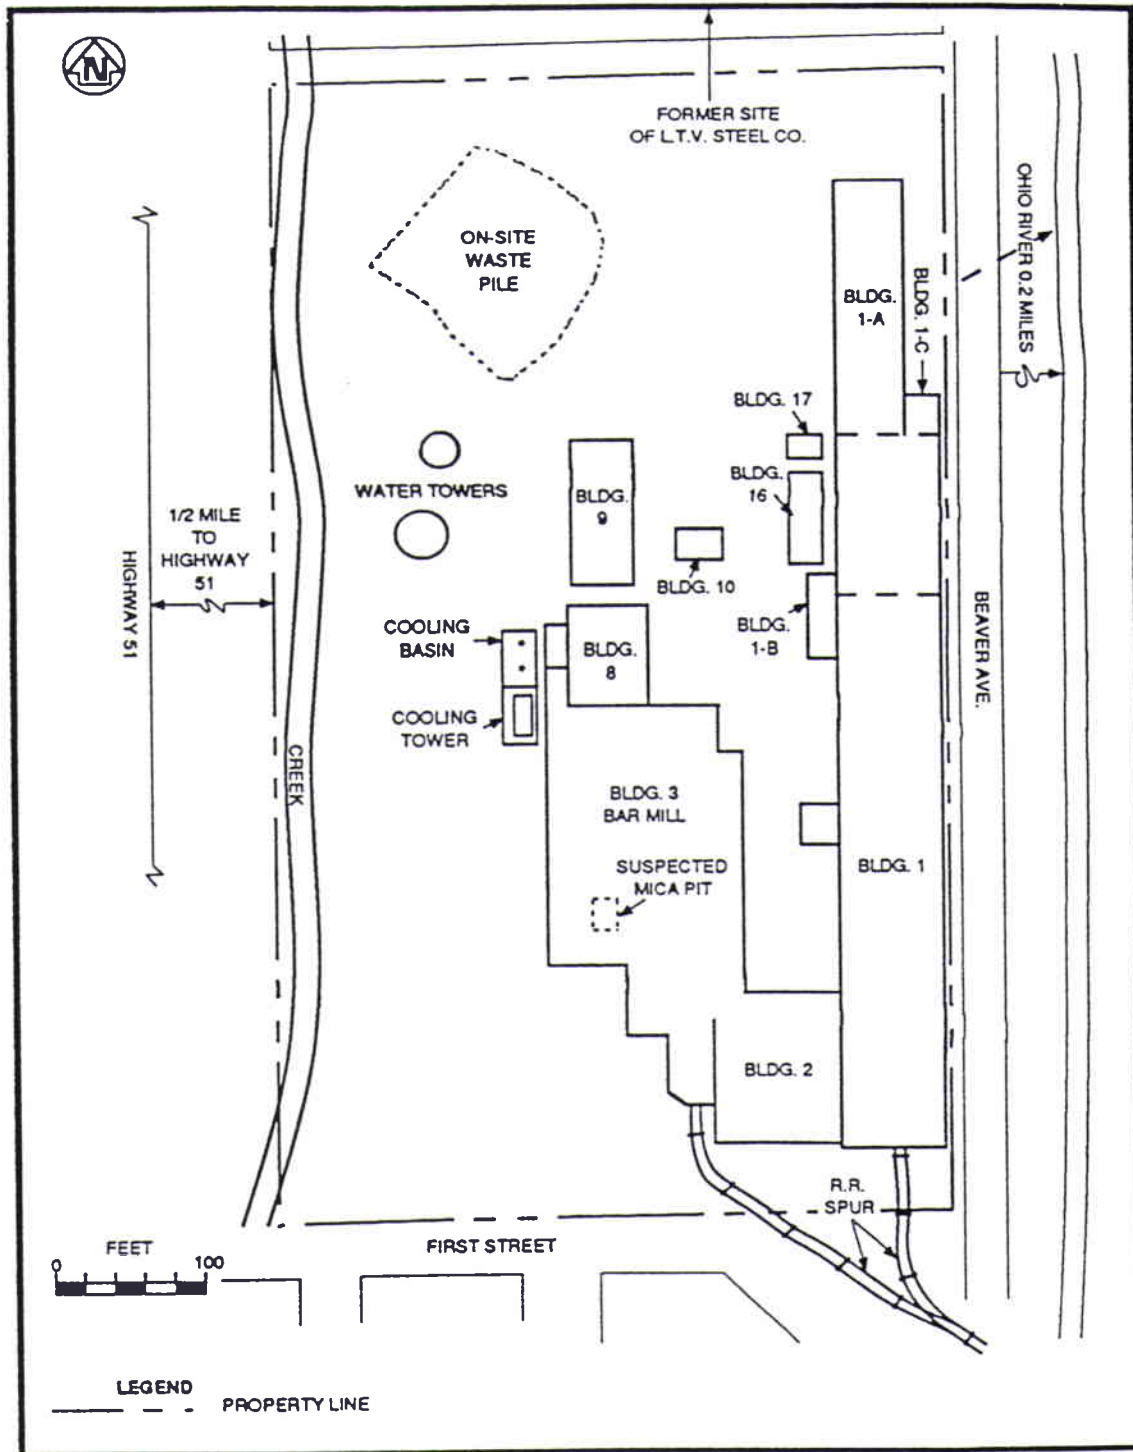 N
FORMER SITE
OF L.T.V. STEEL CO.
OHIO RIVER 0.2 MILES
ON-SITE
WASTE
PILE
BLDG.
1-A
BLDG. 1-C
BLDG. 17
WATER TOWERS
BLDG.
9
BLDG.
16
1/2 MILE
TO
HIGHWAY
51
HIGHWAY 51
BLDG. 10
BEAVER AVE.
COOLING
BASIN
BLDG.
8
BLDG.
1-B
COOLING
TOWER
CREEK
BLDG. 3
BAR MILL
SUSPECTED
MICA PIT
BLDG. 1
BLDG. 2
R.R.
SPUR
FIRST STREET
FEET
0 100
LEGEND
PROPERTY LINE